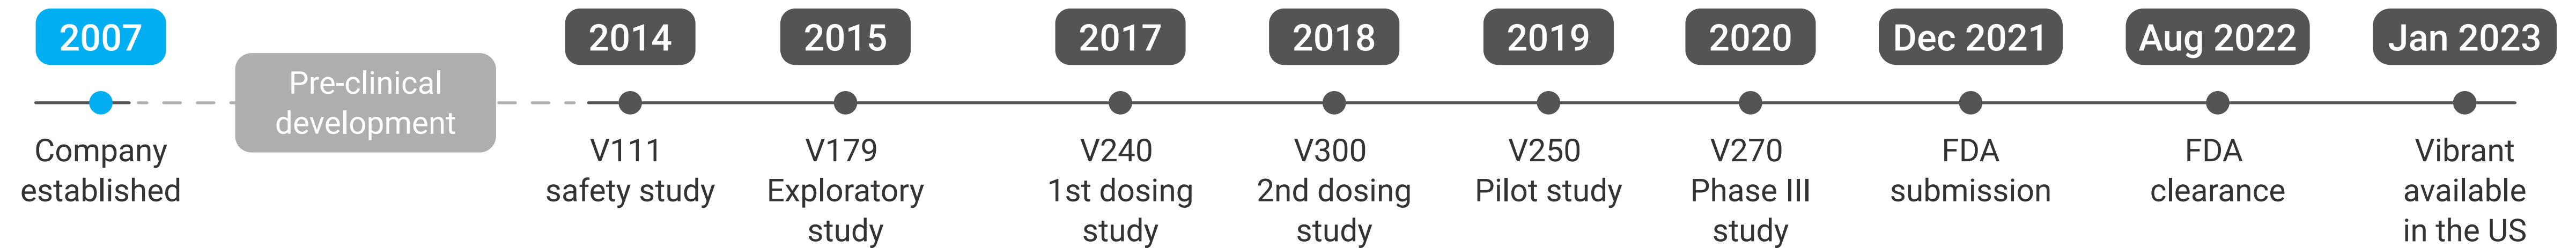 2007
Company
established
Pre-clinical
development
2014
V111
safety study
2015
V179
Exploratory
study
2017
V240
1st dosing
study
2018
V300
2nd dosing
study
2019
V250
Pilot study
2020
V270
Phase III
study
Dec 2021
FDA
submission
Aug 2022
FDA
clearance
Jan 2023
Vibrant
available
in the US